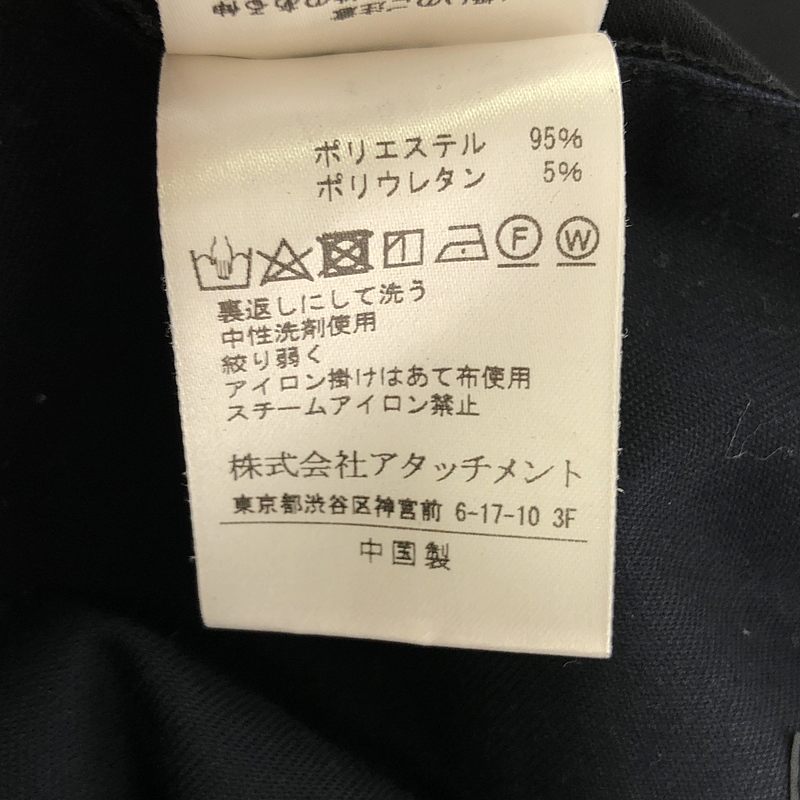 ポリエステル 95%
ポリウレタン 5%
F W
裏返しにして洗う
中性洗剤使用
絞り弱く
アイロン掛けはあて布使用
スチームアイロン禁止
株式会社アタッチメント
東京都渋谷区神宮前 6-17-10 3F
中国製